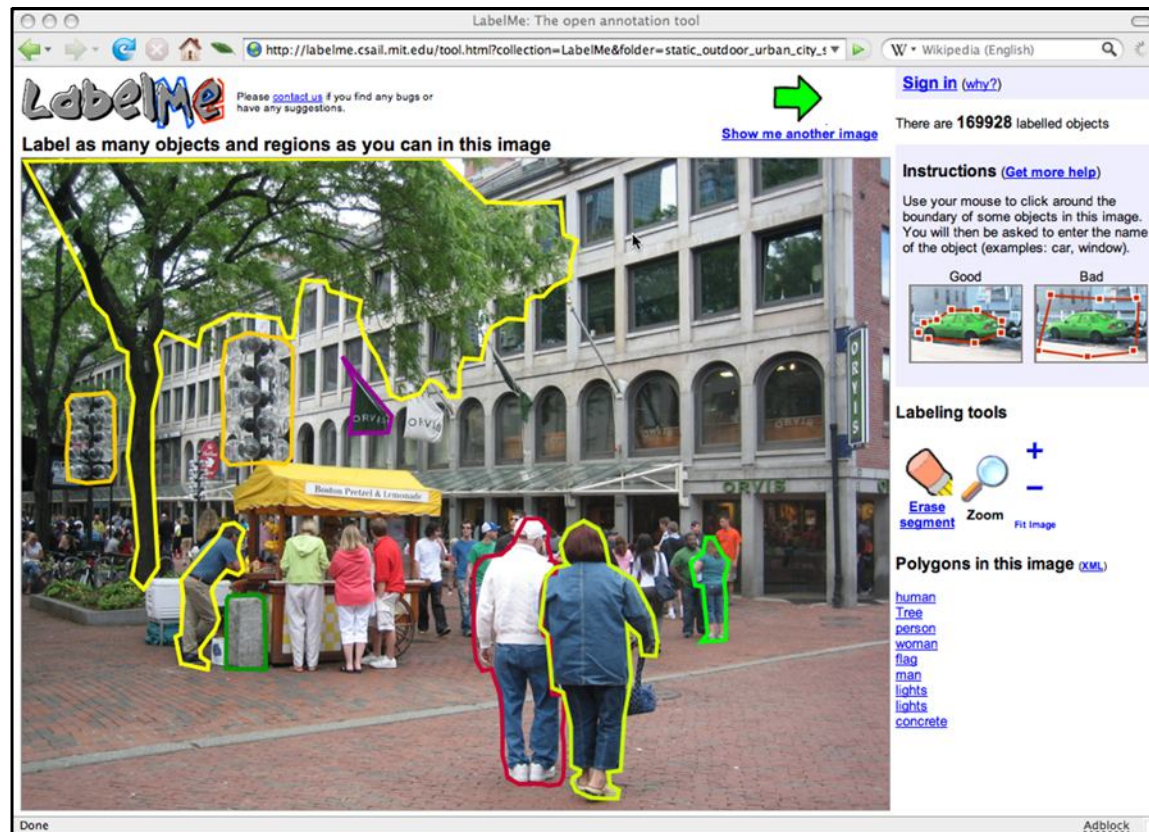 LabelMe: The open annotation tool
http://labelme.csail.mit.edu/tool.html?collection=LabelMe&folder=static_outdoor_urban_city_s
W Wikipedia (English)
LabelMe
Please contact us if you find any bugs or
have any suggestions.
Show me another image
Label as many objects and regions as you can in this image
Sign in (why?)
There are 169928 labelled objects
Instructions (Get more help)
Use your mouse to click around the
boundary of some objects in this image.
You will then be asked to enter the name
of the object (examples: car, window).
Good Bad
Labeling tools
Erase
segment
Zoom
+
−
Fit Image
Polygons in this image (XML)
human
Tree
person
woman
flag
man
lights
lights
concrete
ORVIS
ORVIS
ORVIS
Boston Pretzel & Lemonade
ORVIS
Done
Adblock